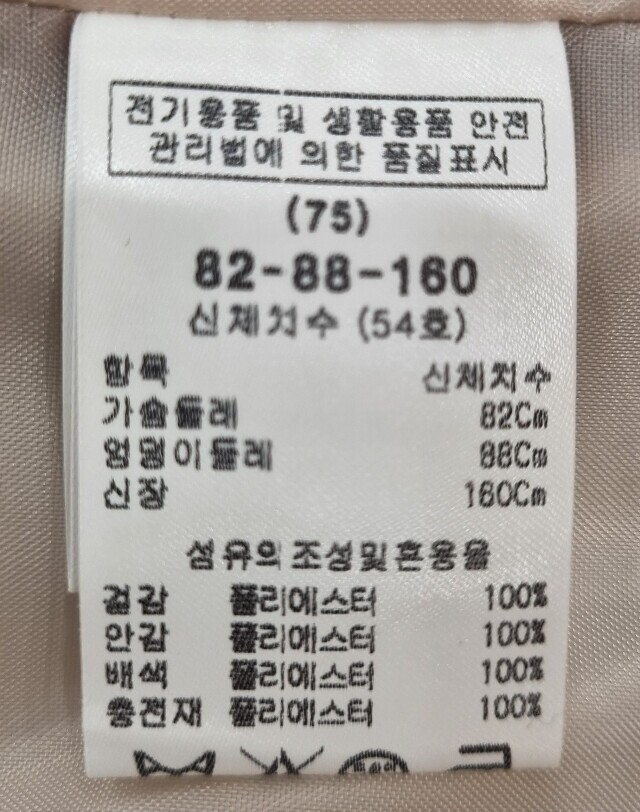 전기용품 및 생활용품 안전
관리법에 의한 품질표시
(75)
82-88-160
신체치수 (54호)
항목 신체치수
가슴둘레 82Cm
엉덩이둘레 88Cm
신장 160Cm
섬유의조성및혼용율
겉감 폴리에스터 100%
안감 폴리에스터 100%
배색 폴리에스터 100%
충전재 폴리에스터 100%